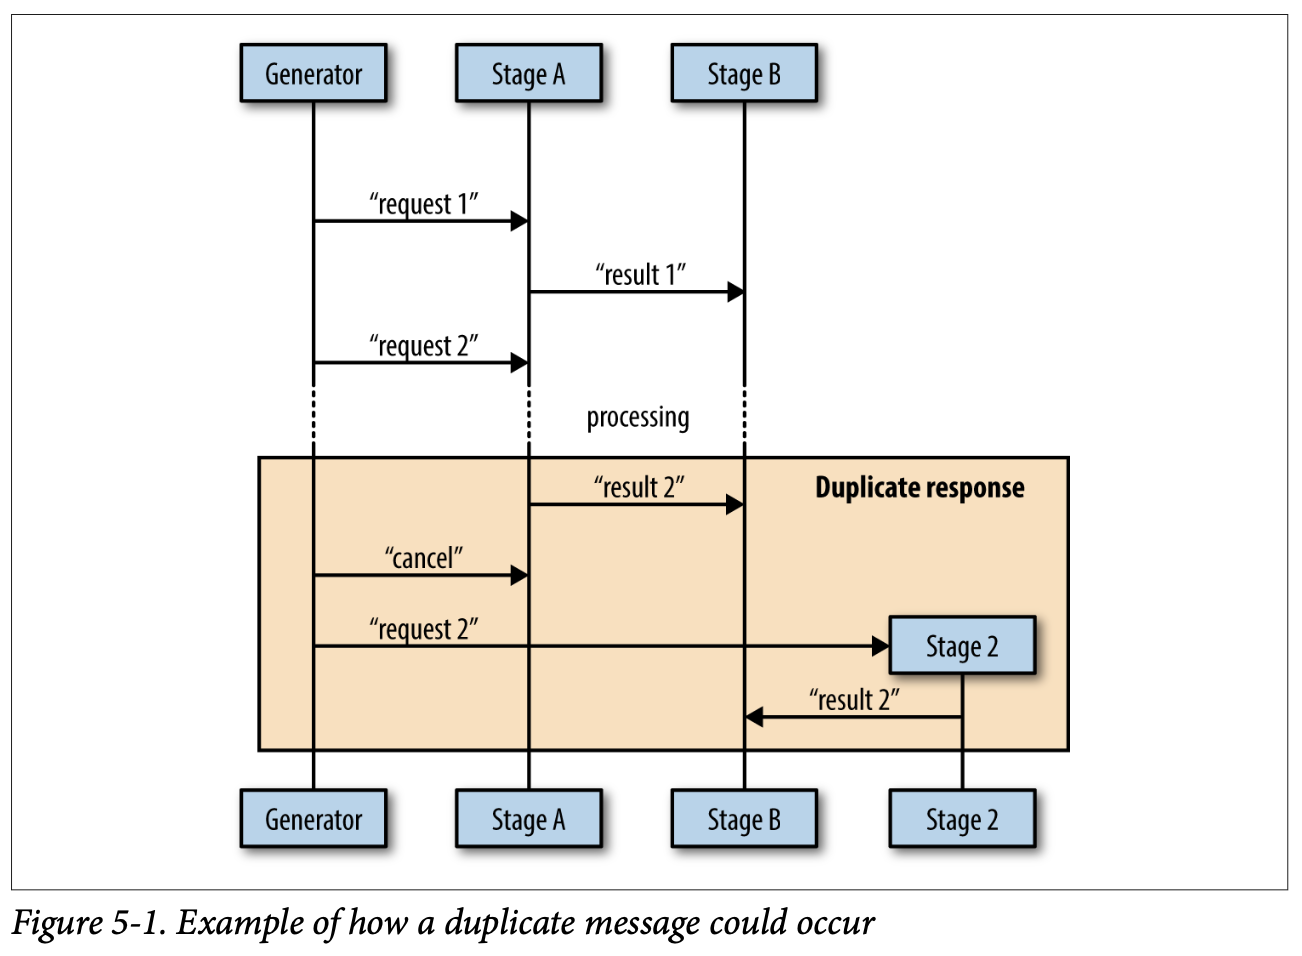 Generator
Stage A
Stage B
“request 1”
“result 1”
“request 2”
processing
“result 2”
Duplicate response
“cancel”
“request 2”
Stage 2
“result 2”
Generator
Stage A
Stage B
Stage 2
Figure 5-1. Example of how a duplicate message could occur